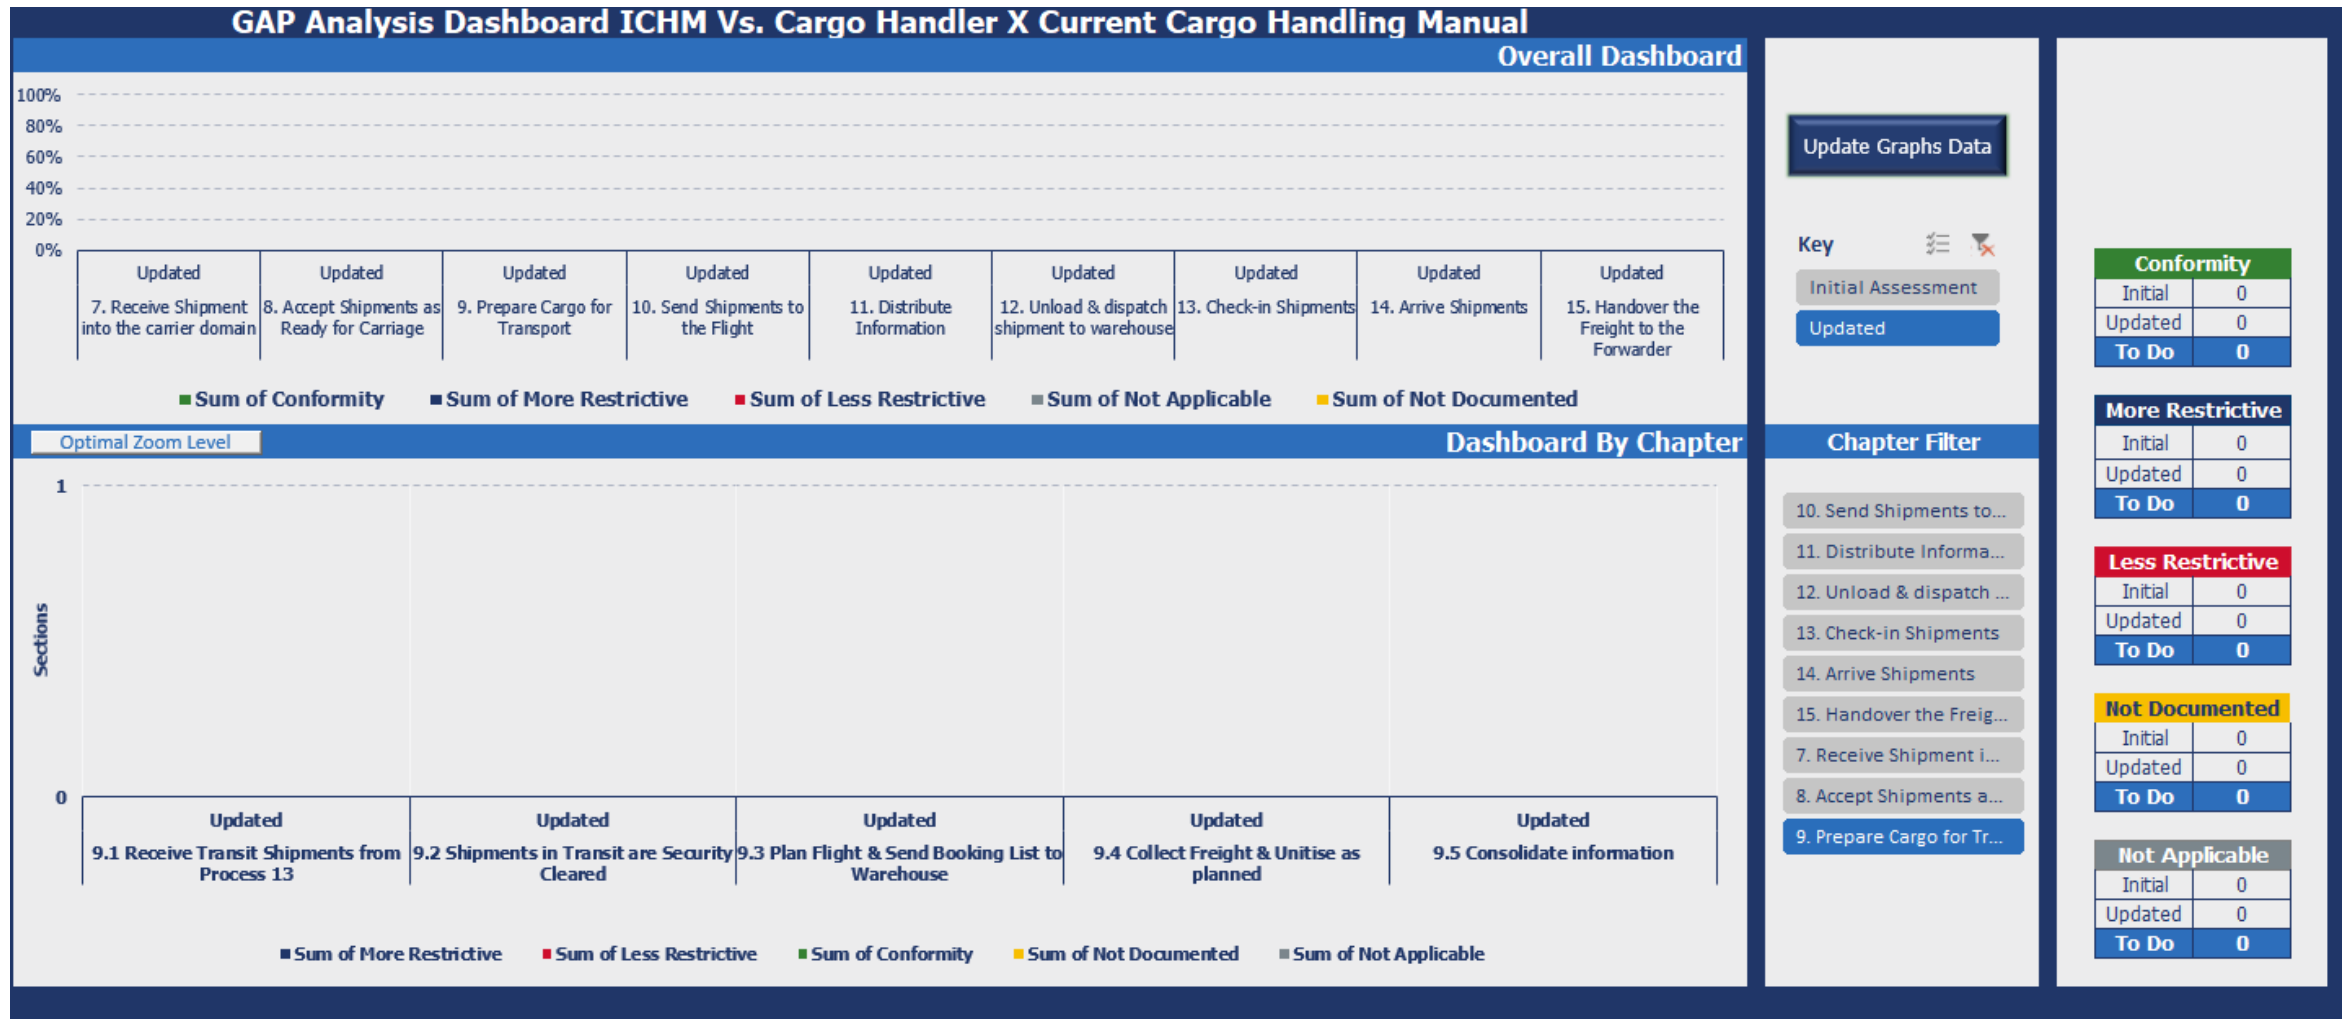 GAP Analysis Dashboard ICHM Vs. Cargo Handler X Current Cargo Handling Manual
Overall Dashboard
100%
80%
60%
40%
20%
0%
Updated Updated Updated Updated Updated Updated Updated Updated Updated
7. Receive Shipment into the carrier domain
8. Accept Shipments as Ready for Carriage
9. Prepare Cargo for Transport
10. Send Shipments to the Flight
11. Distribute Information
12. Unload & dispatch shipment to warehouse
13. Check-in Shipments
14. Arrive Shipments
15. Handover the Freight to the Forwarder
Sum of Conformity Sum of More Restrictive Sum of Less Restrictive Sum of Not Applicable Sum of Not Documented
Optimal Zoom Level
Dashboard By Chapter
1
0
Sections
Updated Updated Updated Updated Updated
9.1 Receive Transit Shipments from Process 13
9.2 Shipments in Transit are Security Cleared
9.3 Plan Flight & Send Booking List to Warehouse
9.4 Collect Freight & Unitise as planned
9.5 Consolidate information
Sum of More Restrictive Sum of Less Restrictive Sum of Conformity Sum of Not Documented Sum of Not Applicable
Update Graphs Data
Key
Initial Assessment
Updated
Chapter Filter
10. Send Shipments to...
11. Distribute Informa...
12. Unload & dispatch ...
13. Check-in Shipments
14. Arrive Shipments
15. Handover the Freig...
7. Receive Shipment i...
8. Accept Shipments a...
9. Prepare Cargo for Tr...
Conformity
Initial 0
Updated 0
To Do 0
More Restrictive
Initial 0
Updated 0
To Do 0
Less Restrictive
Initial 0
Updated 0
To Do 0
Not Documented
Initial 0
Updated 0
To Do 0
Not Applicable
Initial 0
Updated 0
To Do 0